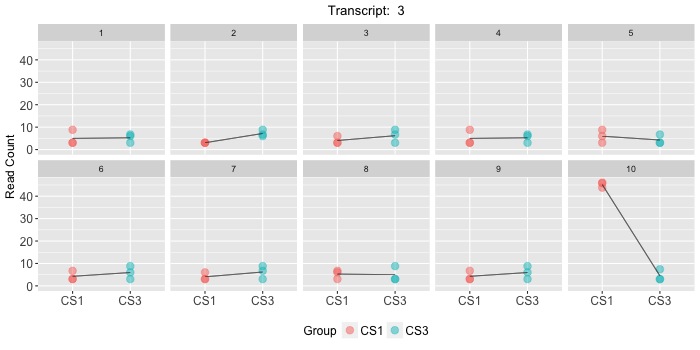 Transcript: 3
1 2 3 4 5
40
30
20
10
0
Read Count
6 7 8 9 10
40
30
20
10
0
CS1 CS3 CS1 CS3 CS1 CS3 CS1 CS3 CS1 CS3
Group CS1 CS3